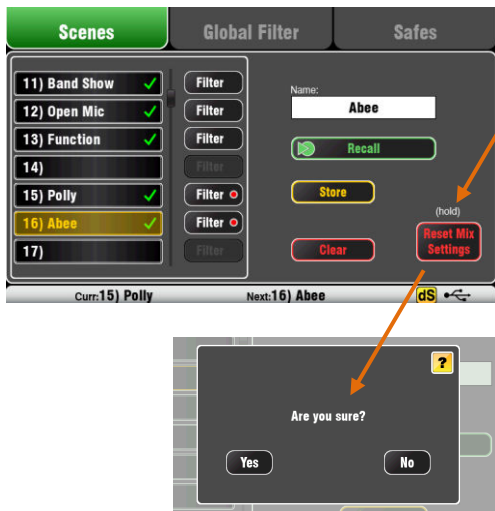 Scenes
Global Filter
Safes
11) Band Show
Filter
12) Open Mic
Filter
13) Function
Filter
14)
Filter
15) Polly
Filter
16) Abee
Filter
17)
Filter
Name:
Abee
Recall
Store
Clear
(hold)
Reset Mix
Settings
Curr:15) Polly
Next:16) Abee
dS
?
Are you sure?
Yes
No